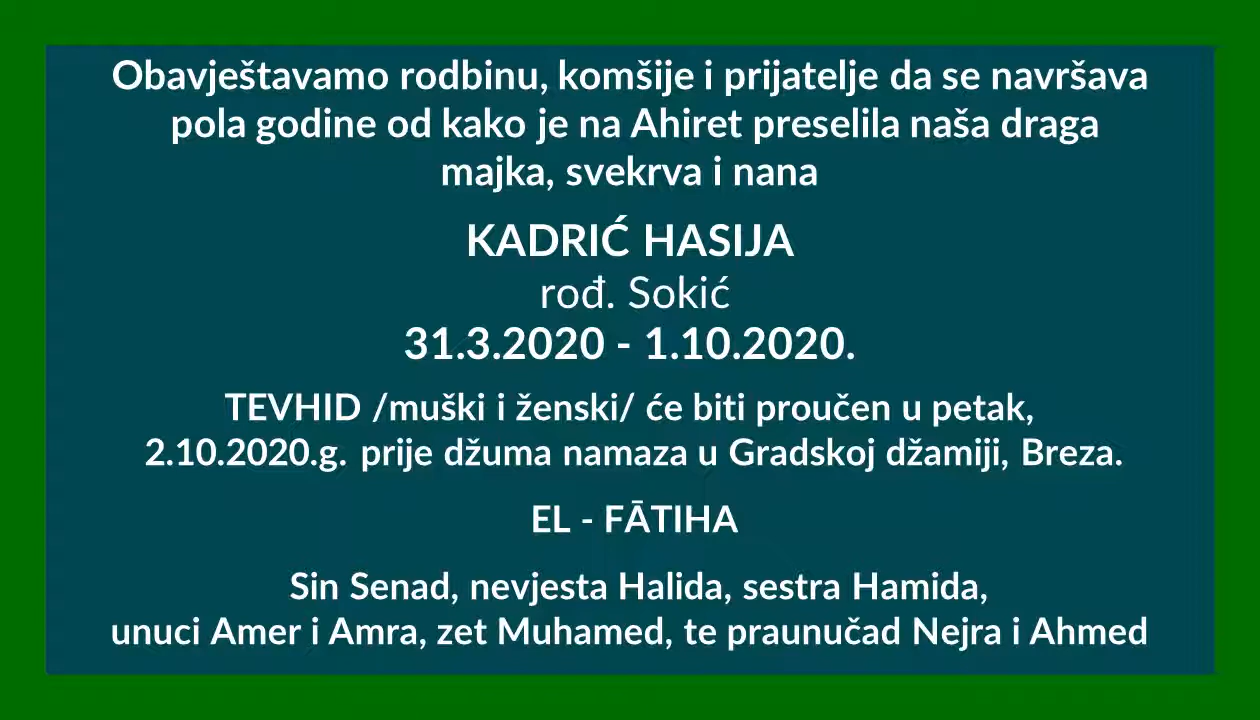 Obavještavamo rodbinu, komšije i prijatelje da se navršava
pola godine od kako je na Ahiret preselila naša draga
majka, svekrva i nana
KADRIĆ HASIJA
rođ. Sokić
31.3.2020 - 1.10.2020.
TEVHID /muški i ženski/ će biti proučen u petak,
2.10.2020.g. prije džuma namaza u Gradskoj džamiji, Breza.
EL - FĀTIHA
Sin Senad, nevjesta Halida, sestra Hamida,
unuci Amer i Amra, zet Muhamed, te praunučad Nejra i Ahmed